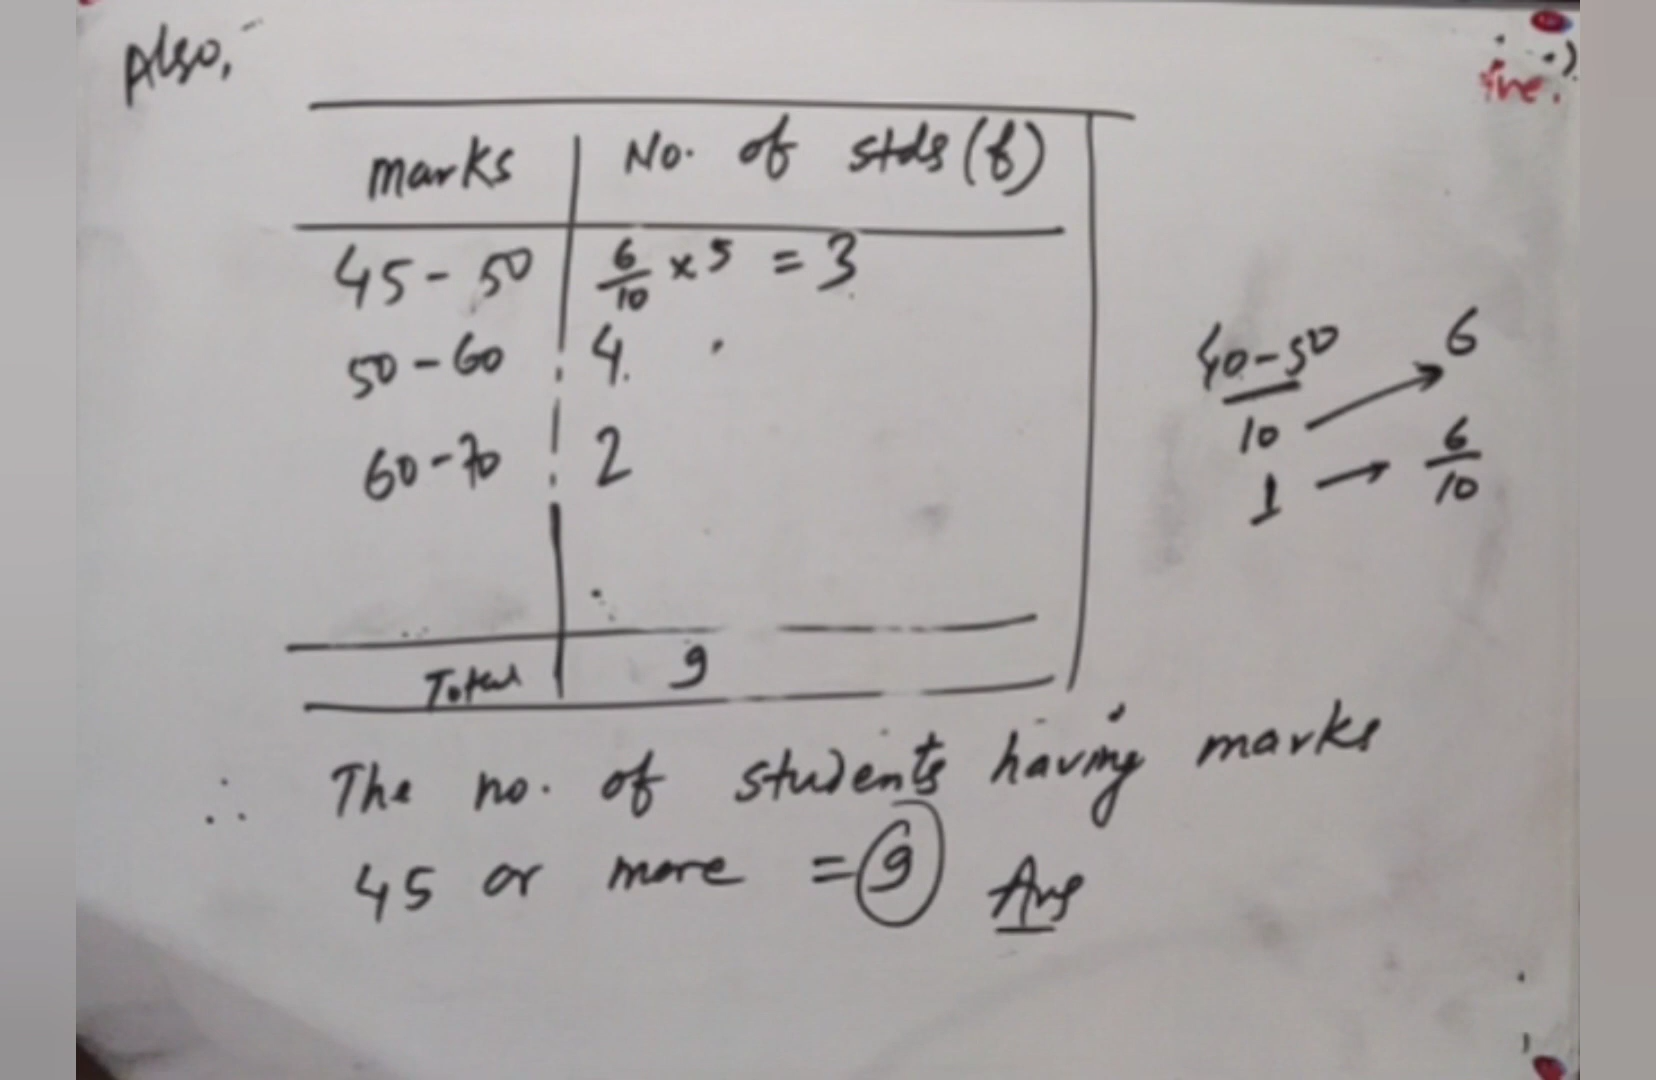 Also,
marks No. of stds (f)
45 - 50 6/10 × 5 = 3
50 - 60 4
60 - 70 2
Total 9
40 - 50 6
10 →
1 → 6/10
∴ The no. of students having marks
45 or more = 9 Ans